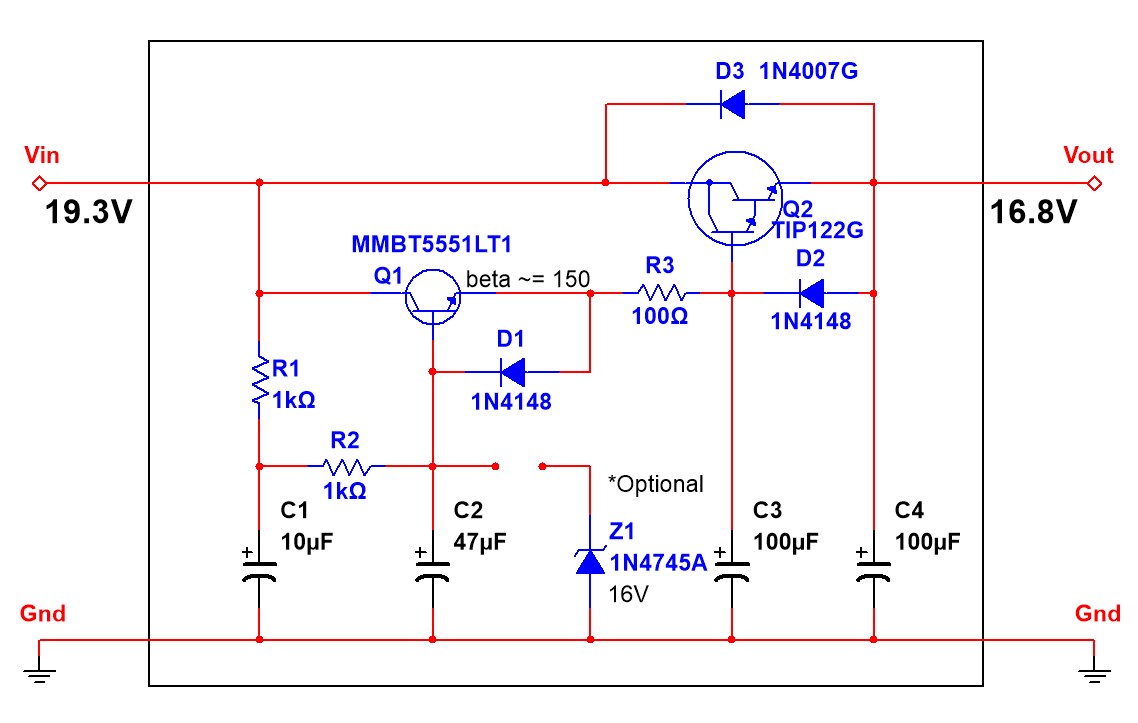 D3 1N4007G
Vin
Vout
19.3V
16.8V
Q2
TIP122G
MMBT5551LT1
Q1
beta ~= 150
R3
100Ω
D2
1N4148
D1
1N4148
R1
1kΩ
R2
1kΩ
*Optional
C1
10µF
C2
47µF
Z1
1N4745A
16V
C3
100µF
C4
100µF
Gnd
Gnd